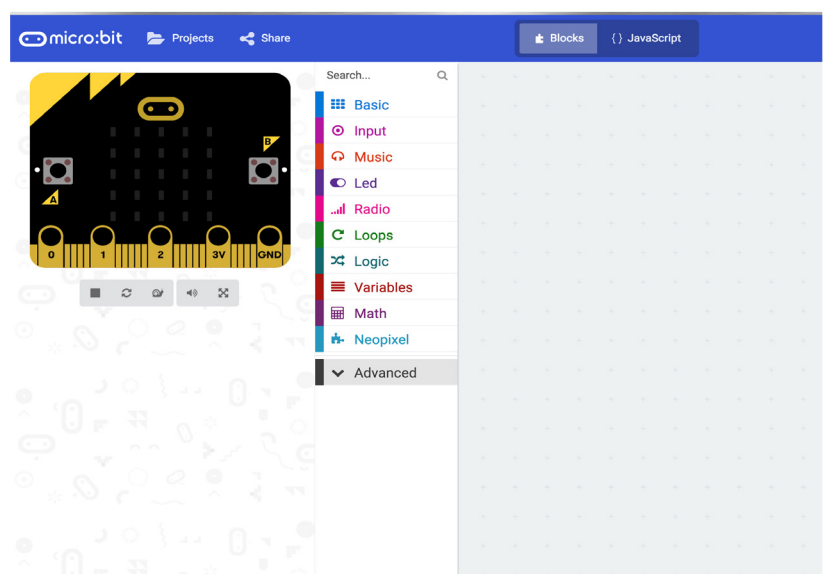 micro:bit Projects Share Blocks {} JavaScript
Search...
Basic
Input
Music
Led
Radio
Loops
Logic
Variables
Math
Neopixel
Advanced
B
A
0 1 2 3V GND